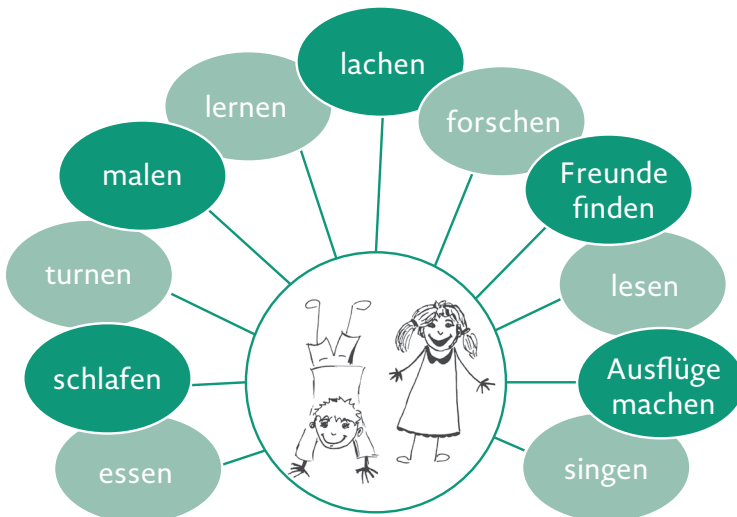 lachen
lernen
forschen
malen
Freunde
finden
turnen
lesen
schlafen
Ausflüge
machen
essen
singen